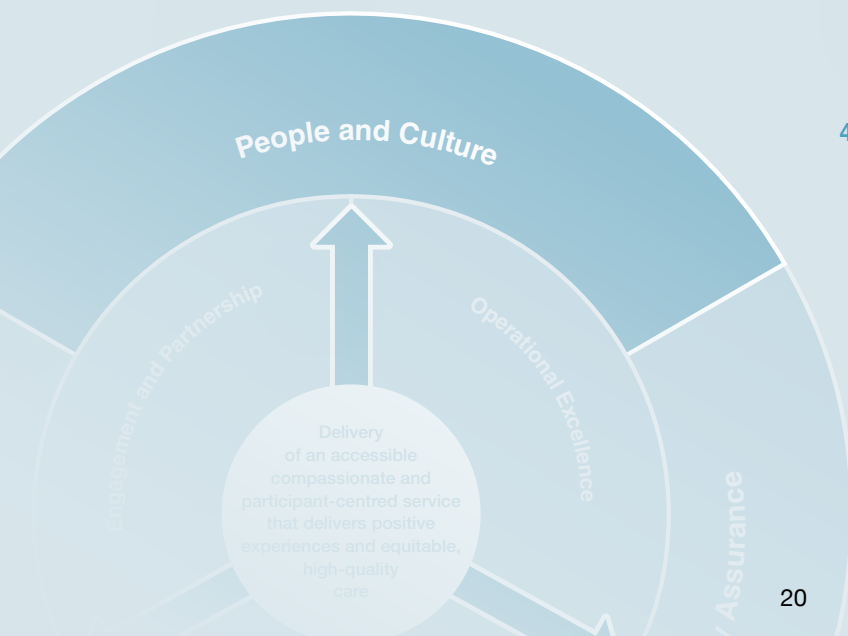 People and Culture
4
Engagement and Partnership
Operational Excellence
Delivery
of an accessible
compassionate and
participant-centred service
that delivers positive
experiences and equitable,
high-quality
care
Assurance
20